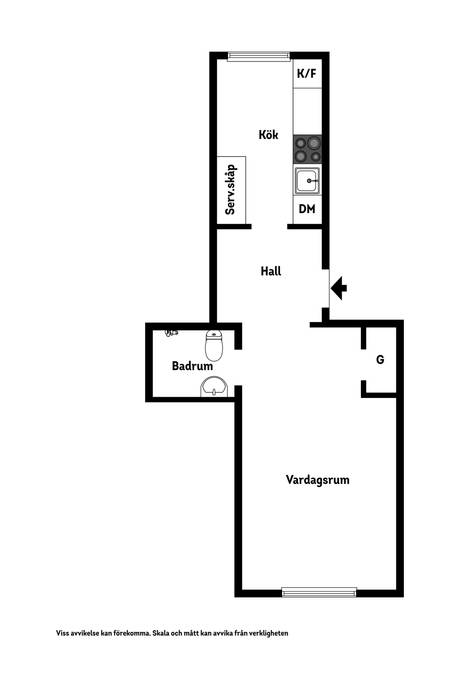 K/F
Kök
Serv.skåp
DM
Hall
G
Badrum
Vardagsrum
Viss avvikelse kan förekomma. Skala och mått kan avvika från verkligheten